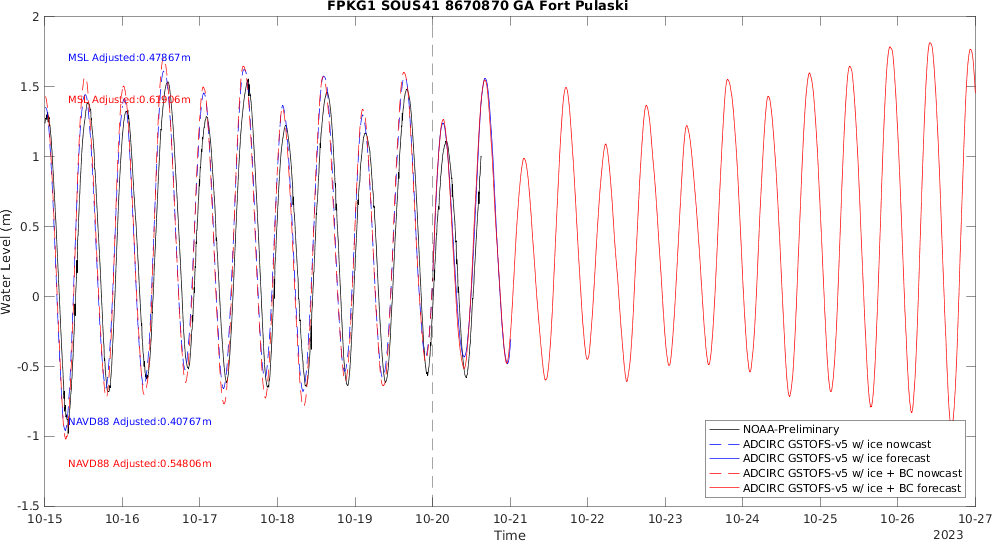 FPKG1 SOUS41 8670870 GA Fort Pulaski
2
1.5
1
0.5
0
-0.5
-1
-1.5
Water Level (m)
MSL Adjusted:0.47867m
MSL Adjusted:0.61906m
NAVD88 Adjusted:0.40767m
NAVD88 Adjusted:0.54806m
NOAA-Preliminary
ADCIRC GSTOFS-v5 w/ ice nowcast
ADCIRC GSTOFS-v5 w/ ice forecast
ADCIRC GSTOFS-v5 w/ ice + BC nowcast
ADCIRC GSTOFS-v5 w/ ice + BC forecast
10-15 10-16 10-17 10-18 10-19 10-20 10-21 10-22 10-23 10-24 10-25 10-26 10-27
Time
2023